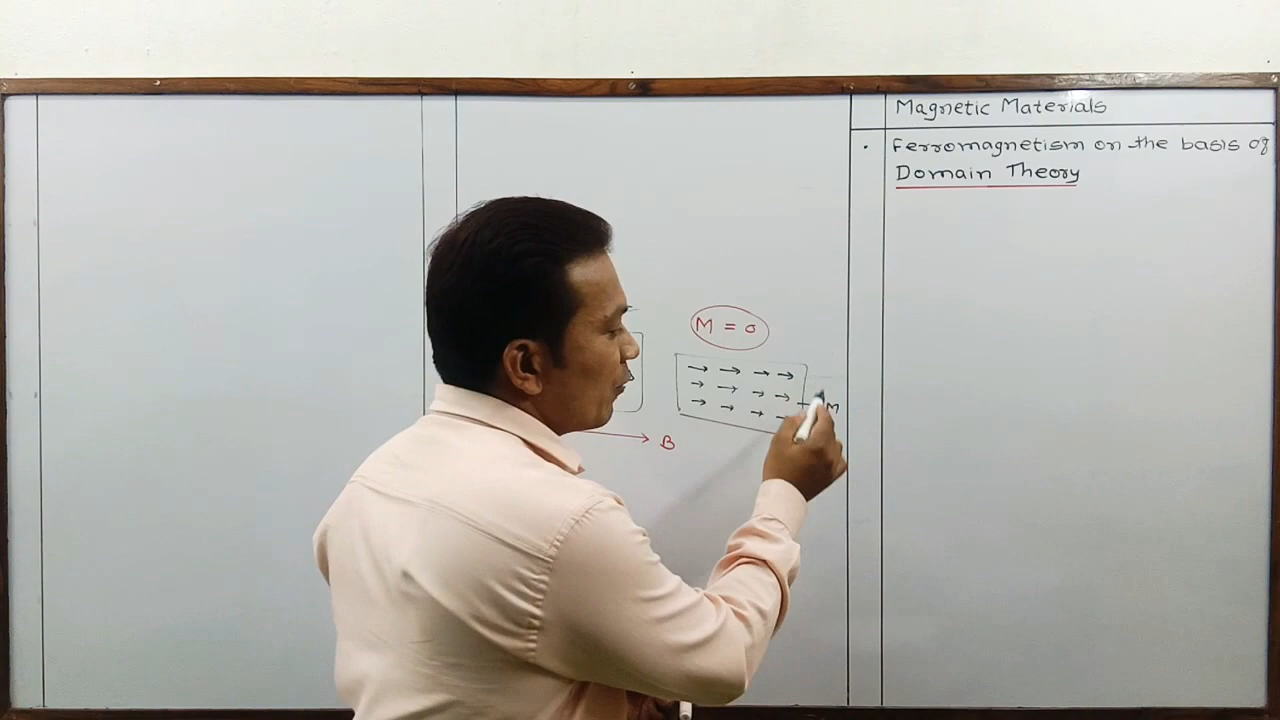 Magnetic Materials
• Ferromagnetism on the basis of
Domain Theory
M = 0
M
B